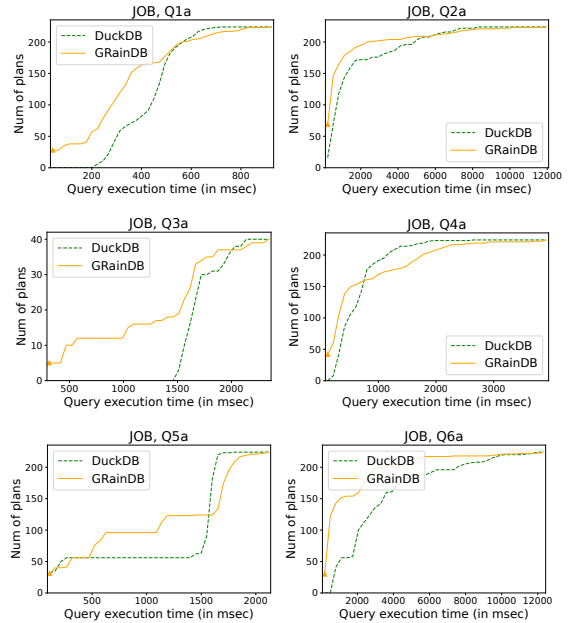 JOB, Q1a
Num of plans
200
150
100
50
0
DuckDB
GRainDB
200 400 600 800
Query execution time (in msec)
JOB, Q2a
Num of plans
200
150
100
50
0
DuckDB
GRainDB
0 2000 4000 6000 8000 10000 12000
Query execution time (in msec)
JOB, Q3a
Num of plans
40
30
20
10
0
DuckDB
GRainDB
500 1000 1500 2000
Query execution time (in msec)
JOB, Q4a
Num of plans
200
150
100
50
0
DuckDB
GRainDB
1000 2000 3000
Query execution time (in msec)
JOB, Q5a
Num of plans
200
150
100
50
0
DuckDB
GRainDB
500 1000 1500 2000
Query execution time (in msec)
JOB, Q6a
Num of plans
200
150
100
50
0
DuckDB
GRainDB
0 2000 4000 6000 8000 10000 12000
Query execution time (in msec)